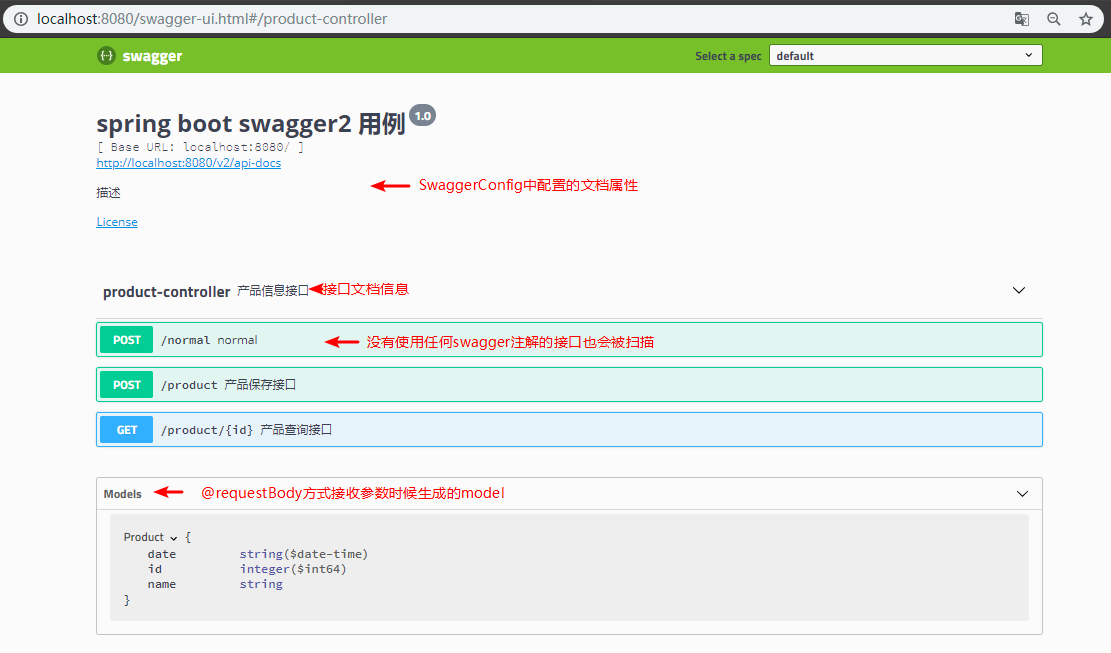 localhost:8080/swagger-ui.html#/product-controller
{··} swagger Select a spec default
spring boot swagger2 用例 1.0
[ Base URL: localhost:8080/ ]
http://localhost:8080/v2/api-docs
SwaggerConfig中配置的文档属性
描述
License
product-controller 产品信息接口 接口文档信息
POST /normal normal 没有使用任何swagger注解的接口也会被扫描
POST /product 产品保存接口
GET /product/{id} 产品查询接口
Models @requestBody方式接收参数时候生成的model
Product {
date string($date-time)
id integer($int64)
name string
}